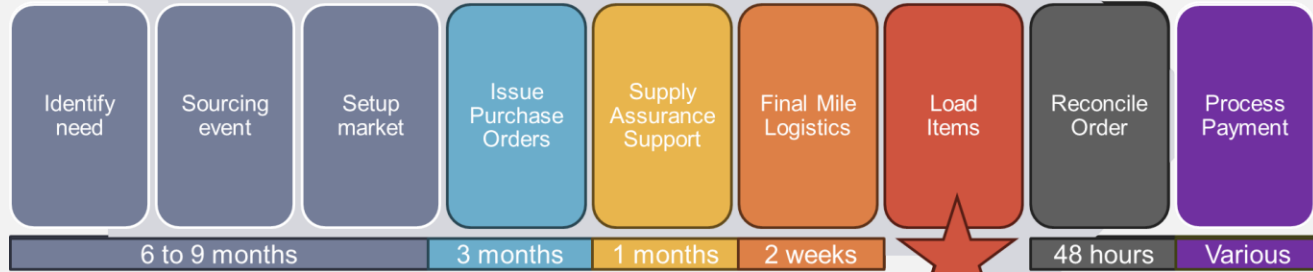 Identify
need
Sourcing
event
Setup
market
Issue
Purchase
Orders
Supply
Assurance
Support
Final Mile
Logistics
Load
Items
Reconcile
Order
Process
Payment
6 to 9 months
3 months
1 months
2 weeks
48 hours
Various